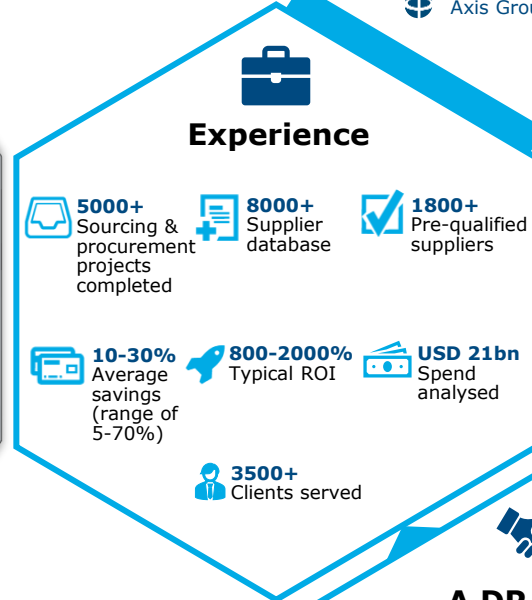 Axis Grou
Experience
5000+
Sourcing &
procurement
projects
completed
8000+
Supplier
database
1800+
Pre-qualified
suppliers
10-30%
Average
savings
(range of
5-70%)
800-2000%
Typical ROI
USD 21bn
Spend
analysed
3500+
Clients served